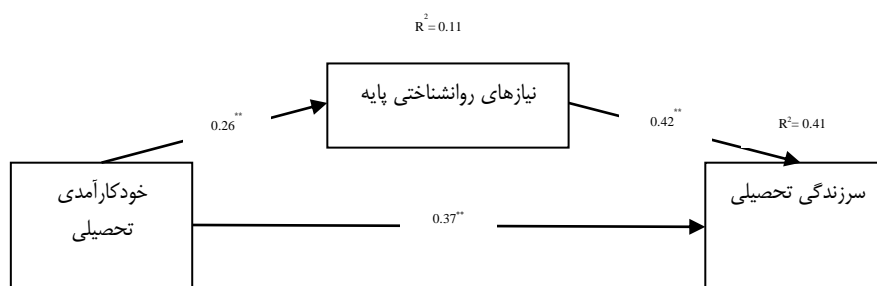 R² = 0.11
نیازهای روانشناختی پایه
0.26**
0.42**
R²= 0.41
خودکارآمدی
تحصیلی
سرزندگی تحصیلی
0.37**